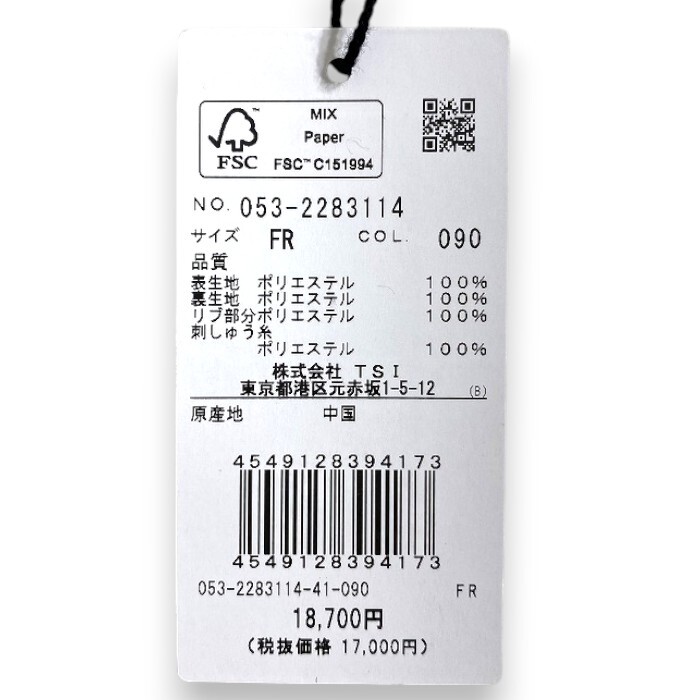 MIX
Paper
FSC™ C151994
FSC™
NO. 053-2283114
サイズ FR COL. 090
品質
表生地 ポリエステル 100%
裏生地 ポリエステル 100%
リブ部分ポリエステル 100%
刺しゅう糸
ポリエステル 100%
株式会社 TSI
東京都港区元赤坂1-5-12 (B)
原産地 中国
4549128394173
4549128394173
053-2283114-41-090 FR
18,700円
(税抜価格 17,000円)